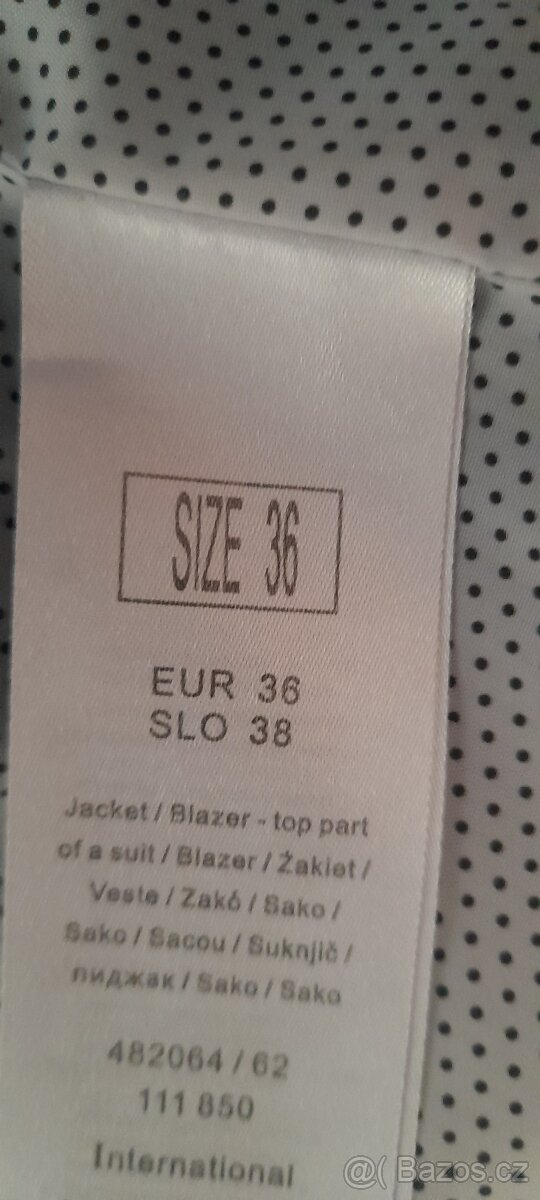 SIZE 36
EUR 36
SLO 38
Jacket / Blazer - top part
of a suit / Blazer / Żakiet /
Veste / Zakó / Sako /
Sako / Sacou / Suknjič /
пиджак / Sako / Sako
482064 / 62
111 850
International
@( Bazos.cz